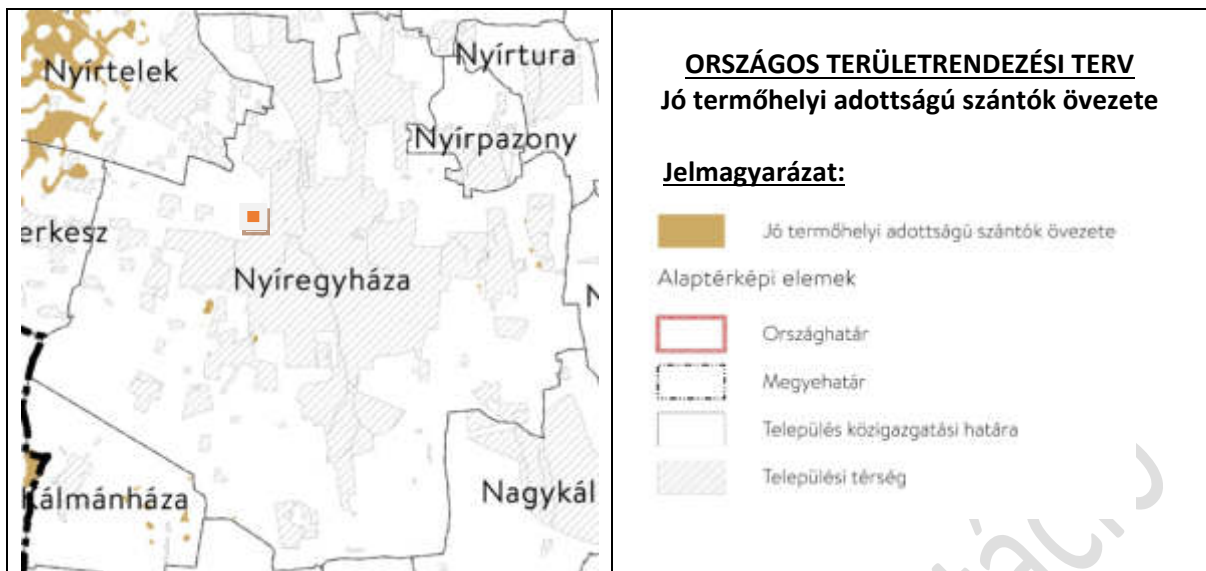 Nyírtelek
Nyírtura
Nyírpazony
erkesz
Nyíregyháza
N
Kálmánháza
Nagykál
ORSZÁGOS TERÜLETRENDEZÉSI TERV
Jó termőhelyi adottságú szántók övezete
Jelmagyarázat:
Jó termőhelyi adottságú szántók övezete
Alaptérképi elemek
Országhatár
Megyehatár
Település közigazgatási határa
Települési térség